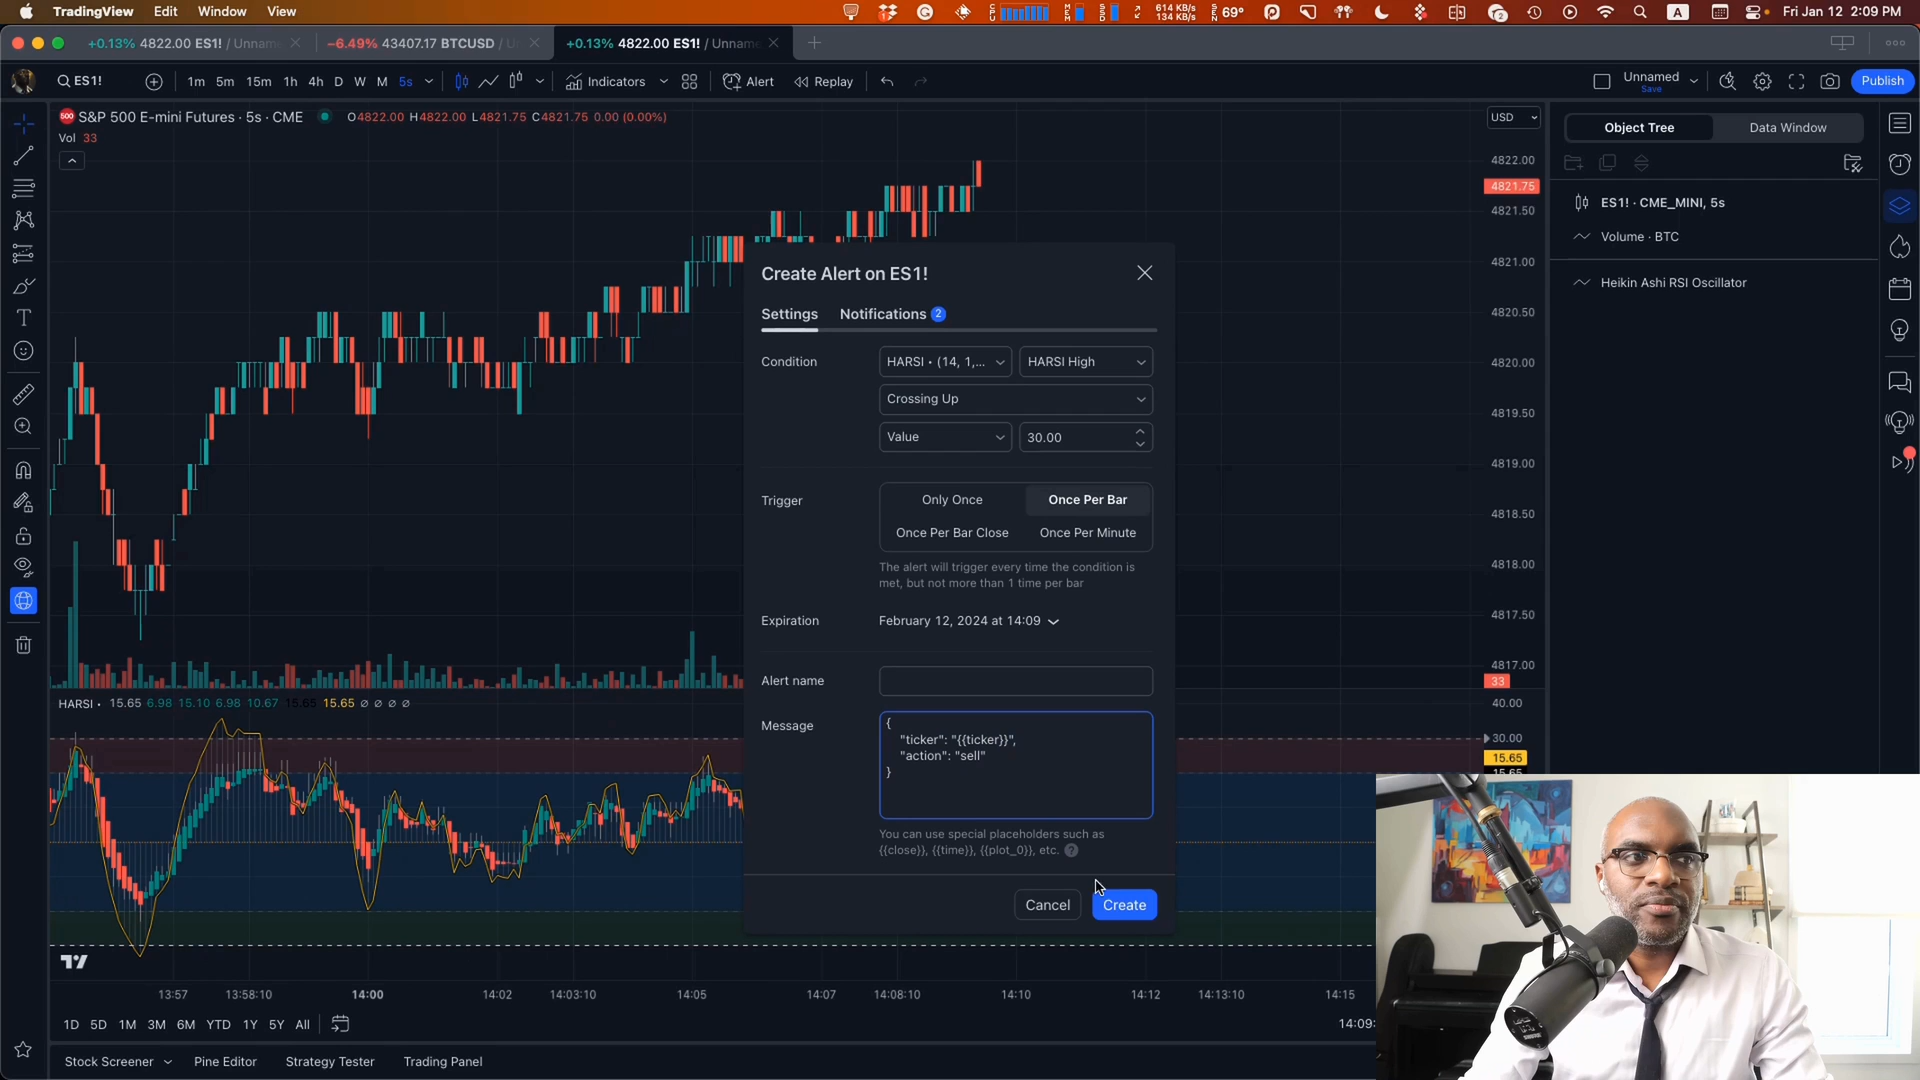 TradingView Edit Window View
614 KB/s
134 KB/s
69°
Fri Jan 12 2:09 PM
+0.13% 4822.00 ES1! / Unnam
−6.49% 43407.17 BTCUSD / U
+0.13% 4822.00 ES1! / Unname
ES1! 1m 5m 15m 1h 4h D W M 5s Indicators Alert Replay
Unnamed
Save
Publish
S&P 500 E-mini Futures · 5s · CME O4822.00 H4822.00 L4821.75 C4821.75 0.00 (0.00%)
Vol 33
USD
4822.00
4821.75
4821.50
4821.00
4820.50
4820.00
4819.50
4819.00
4818.50
4818.00
4817.50
4817.00
33
40.00
30.00
15.65
Object Tree Data Window
ES1! · CME_MINI, 5s
Volume · BTC
Heikin Ashi RSI Oscillator
Create Alert on ES1!
Settings Notifications 2
Condition HARSI • (14, 1,... HARSI High
Crossing Up
Value 30.00
Trigger Only Once Once Per Bar
Once Per Bar Close Once Per Minute
The alert will trigger every time the condition is
met, but not more than 1 time per bar
Expiration February 12, 2024 at 14:09
Alert name
Message
{
"ticker": "{{ticker}}",
"action": "sell"
}
You can use special placeholders such as
{{close}}, {{time}}, {{plot_0}}, etc.
Cancel Create
HARSI • 15.65 6.98 15.10 6.98 10.67 15.65 15.65 ∅ ∅ ∅ ∅
13:57 13:58:10 14:00 14:02 14:03:10 14:05 14:07 14:08:10 14:10 14:12 14:13:10 14:15
1D 5D 1M 3M 6M YTD 1Y 5Y All
14:09:
Stock Screener Pine Editor Strategy Tester Trading Panel